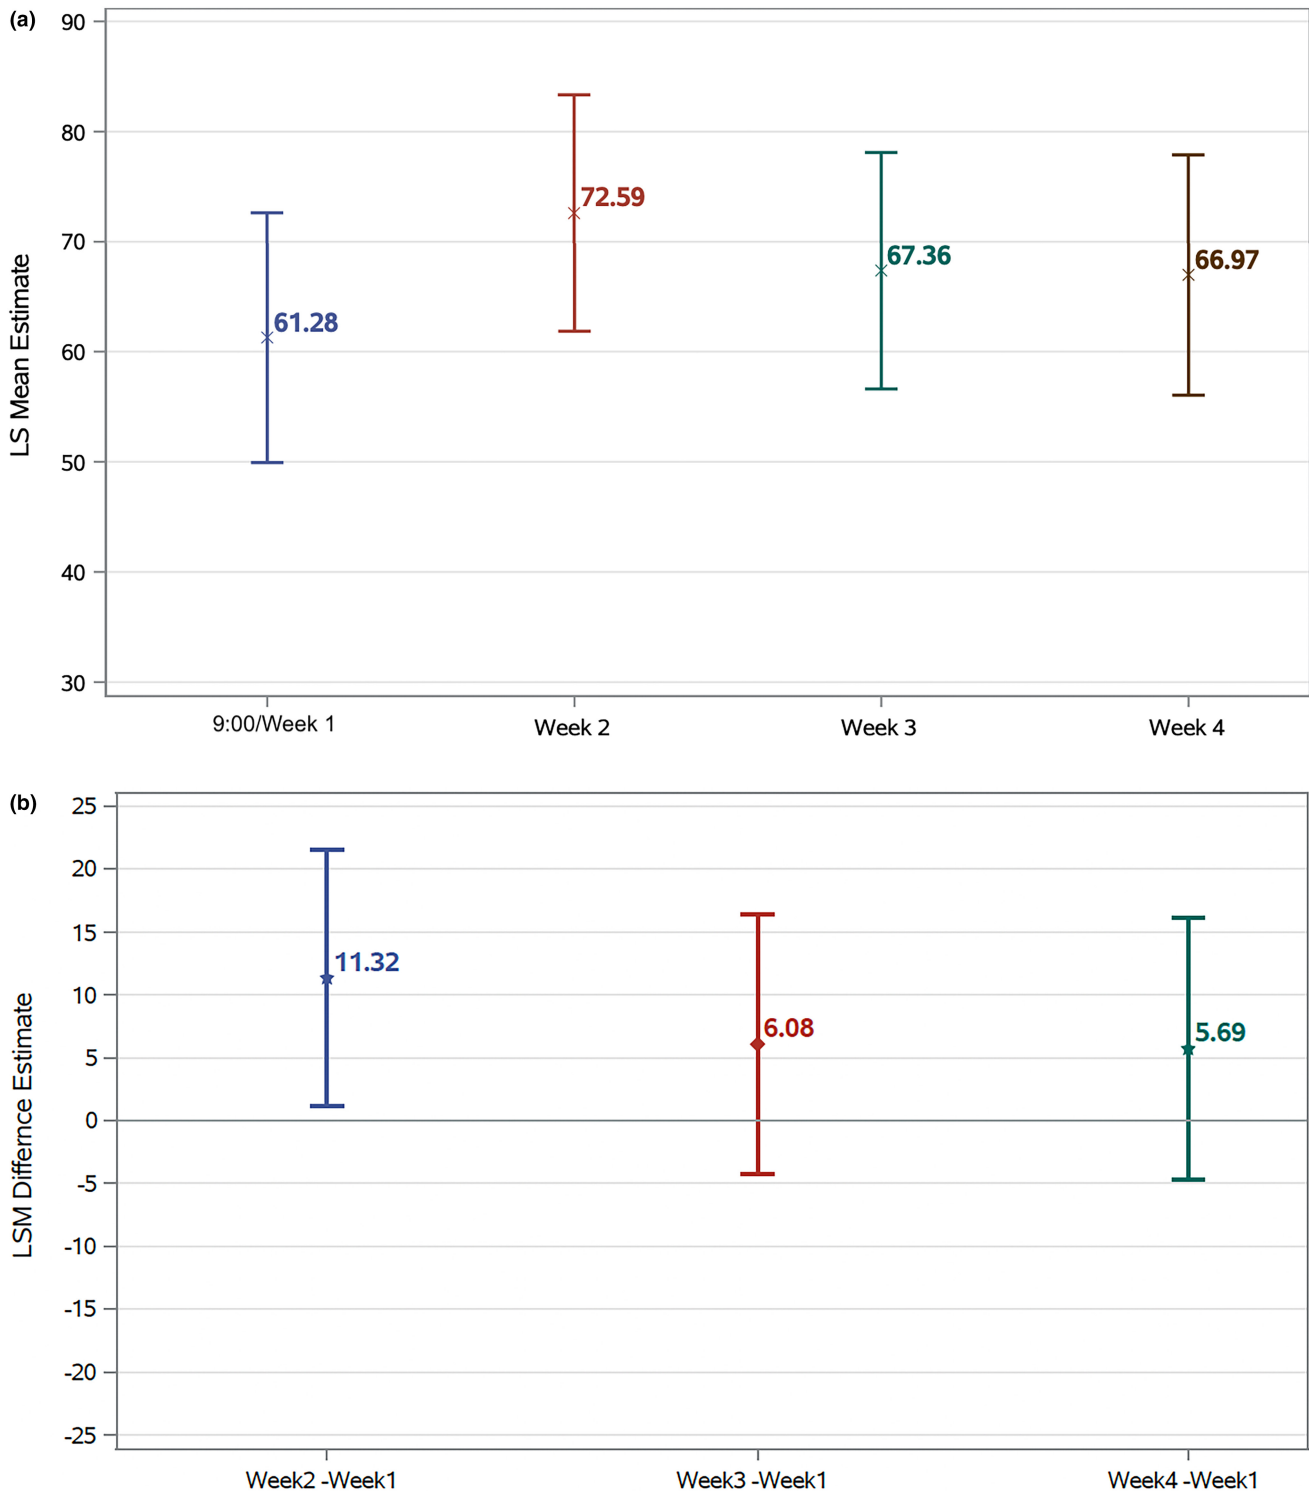 (a)
90
80
70
60
50
40
30
LS Mean Estimate
61.28
72.59
67.36
66.97
9:00/Week 1
Week 2
Week 3
Week 4
(b)
25
20
15
10
5
0
-5
-10
-15
-20
-25
LSM Differnce Estimate
11.32
6.08
5.69
Week2 -Week1
Week3 -Week1
Week4 -Week1